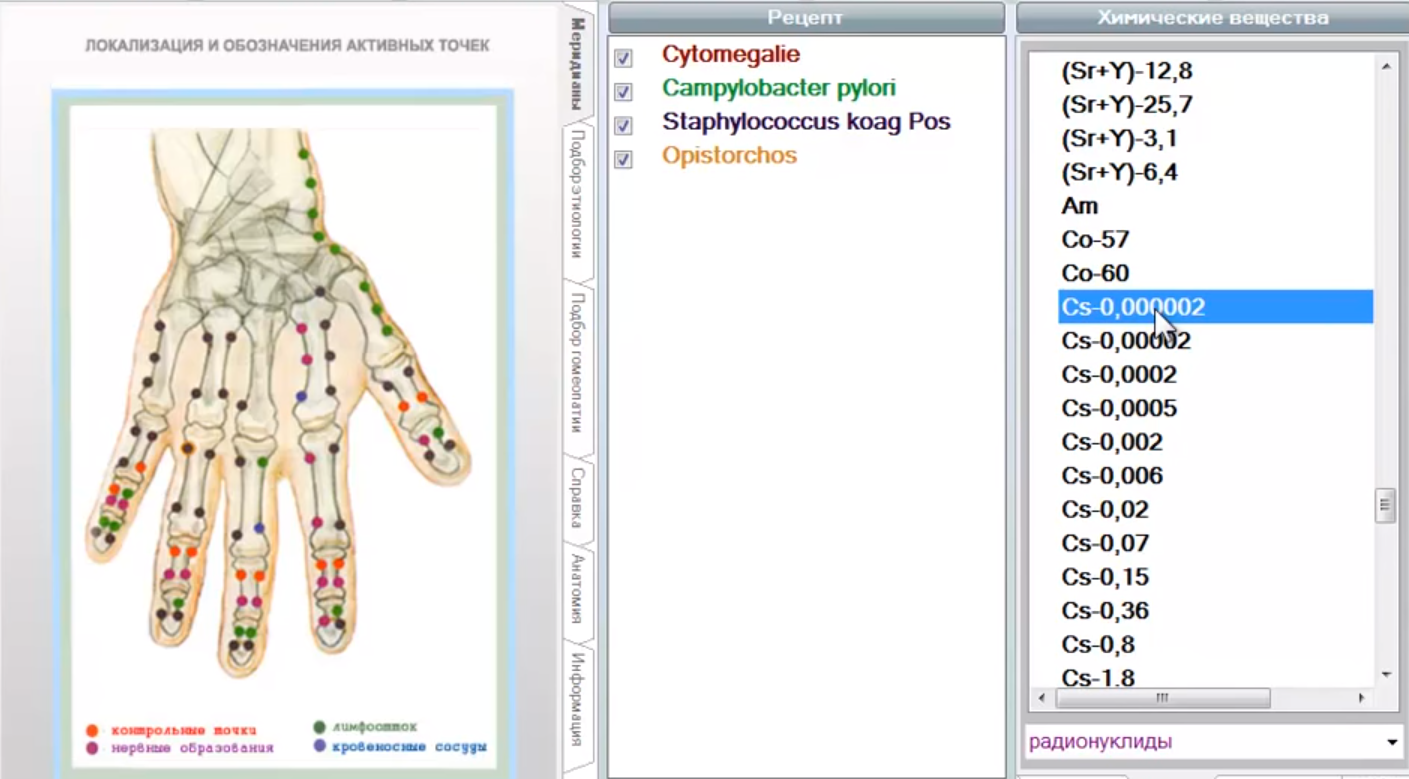 ЛОКАЛИЗАЦИЯ И ОБОЗНАЧЕНИЯ АКТИВНЫХ ТОЧЕК
контрольные точки
нервные образования
лимфоотток
кровеносные сосуды
Меридианы
Подбор этиологии
Подбор гомеопатии
Справка
Анатомия
Информация
Рецепт
Cytomegalie
Campylobacter pylori
Staphylococcus koag Pos
Opistorchos
Химические вещества
(Sr+Y)-12,8
(Sr+Y)-25,7
(Sr+Y)-3,1
(Sr+Y)-6,4
Am
Co-57
Co-60
Cs-0,000002
Cs-0,00002
Cs-0,0002
Cs-0,0005
Cs-0,002
Cs-0,006
Cs-0,02
Cs-0,07
Cs-0,15
Cs-0,36
Cs-0,8
Cs-1,8
радионуклиды